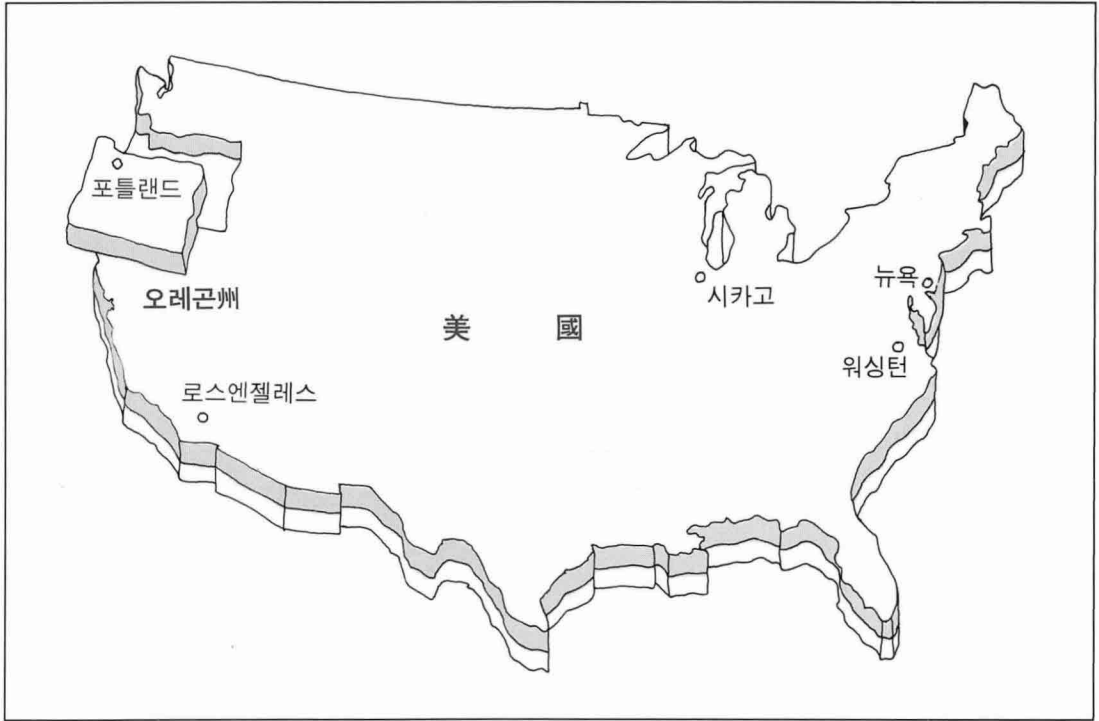 포틀랜드
오레곤州
로스엔젤레스
美 國
시카고
뉴욕
워싱턴